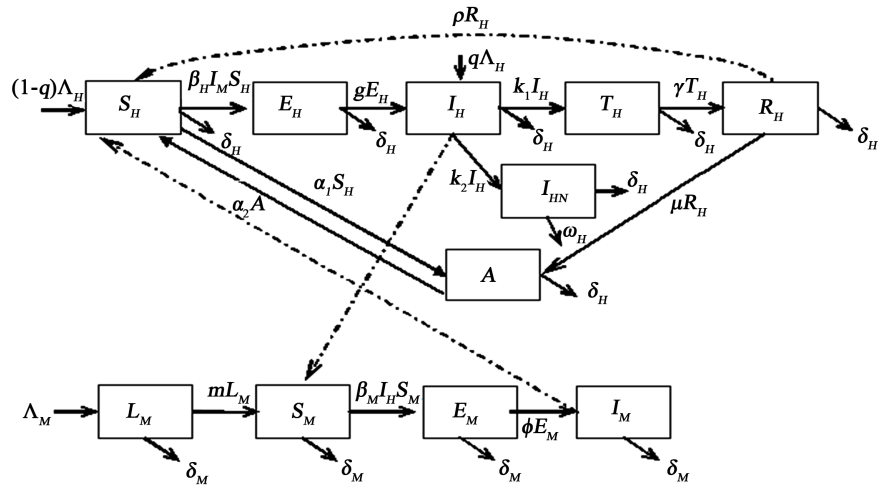 ρR_H
(1-q)Λ_H
S_H
β_H I_M S_H
E_H
gE_H
qΛ_H
I_H
k_1 I_H
T_H
γT_H
R_H
δ_H
δ_H
δ_H
δ_H
δ_H
α_1 S_H
α_2 A
k_2 I_H
I_HN
δ_H
ω_H
μR_H
A
δ_H
Λ_M
L_M
mL_M
S_M
β_M I_H S_M
E_M
ϕE_M
I_M
δ_M
δ_M
δ_M
δ_M